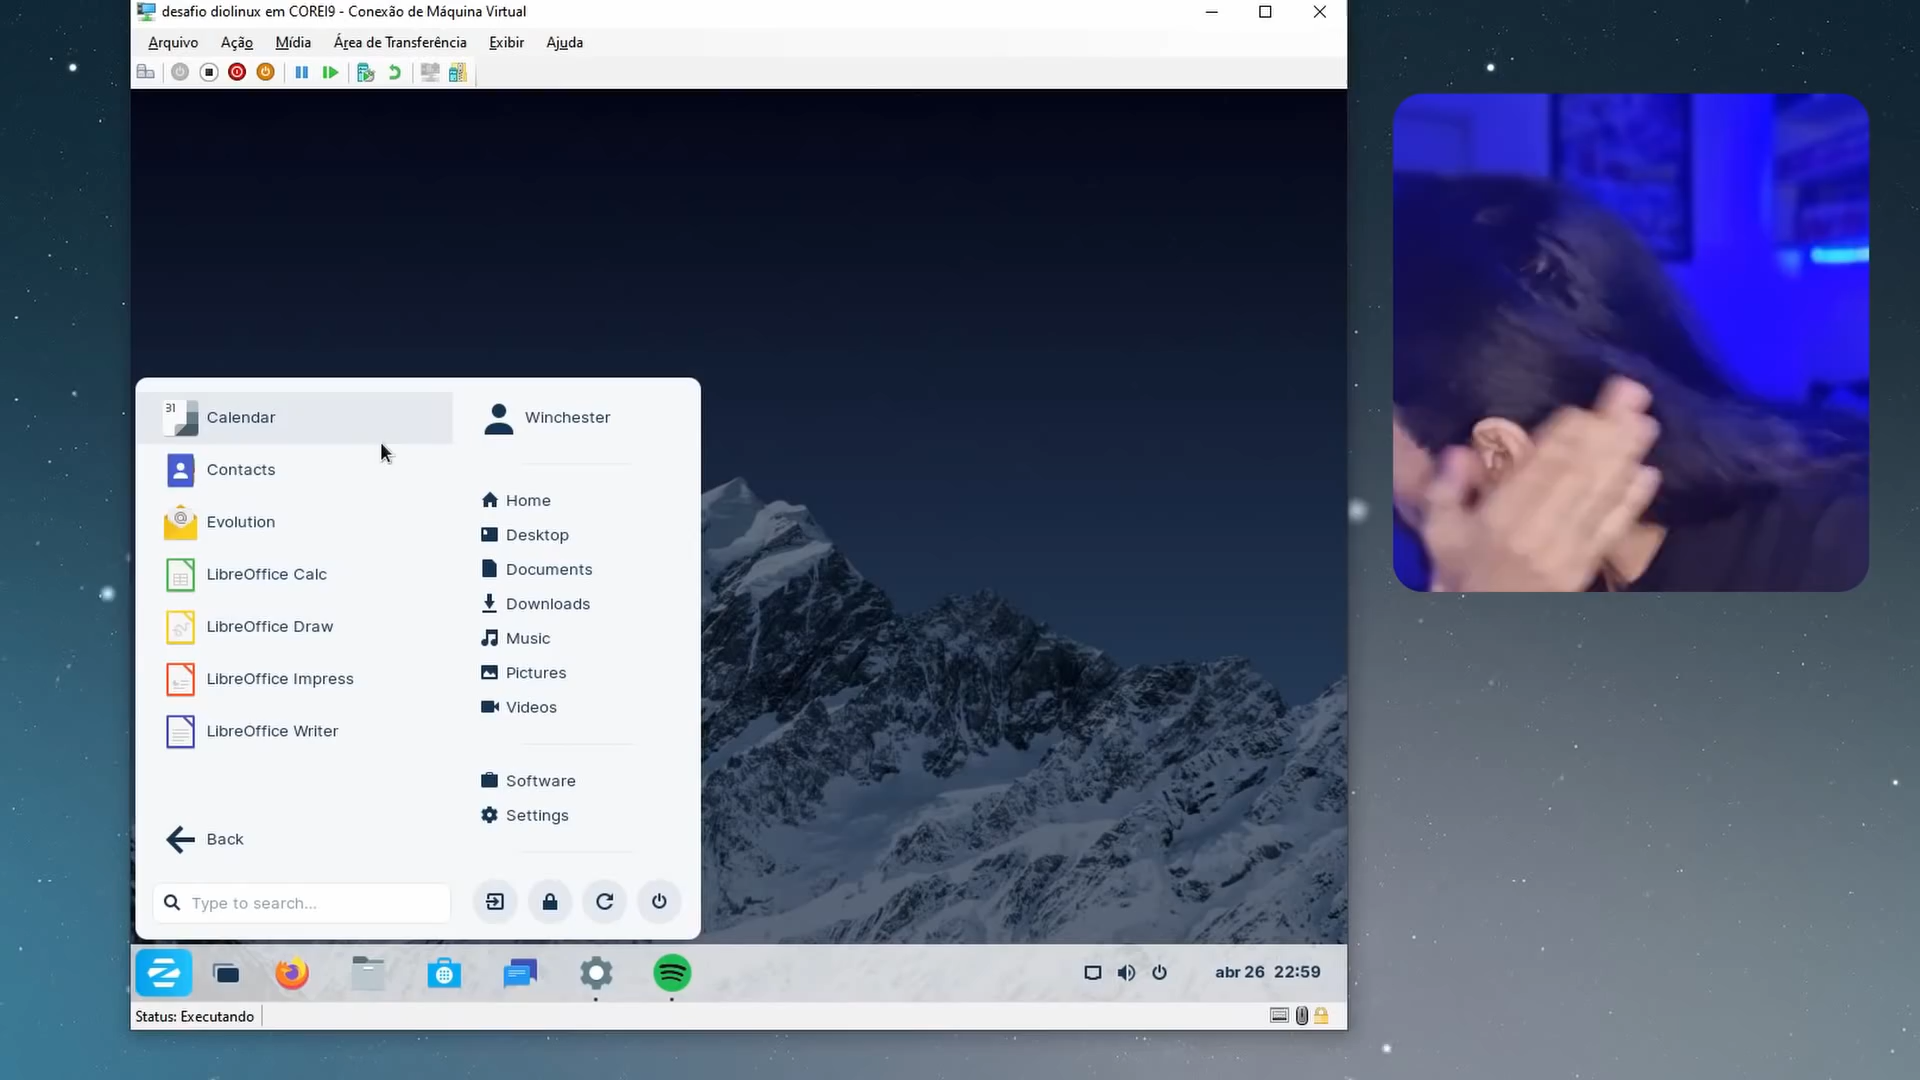 desafio diolinux em COREI9 - Conexão de Máquina Virtual
Arquivo Ação Mídia Área de Transferência Exibir Ajuda
31
Calendar
Contacts
Evolution
LibreOffice Calc
LibreOffice Draw
LibreOffice Impress
LibreOffice Writer
Back
Type to search...
Winchester
Home
Desktop
Documents
Downloads
Music
Pictures
Videos
Software
Settings
abr 26 22:59
Status: Executando